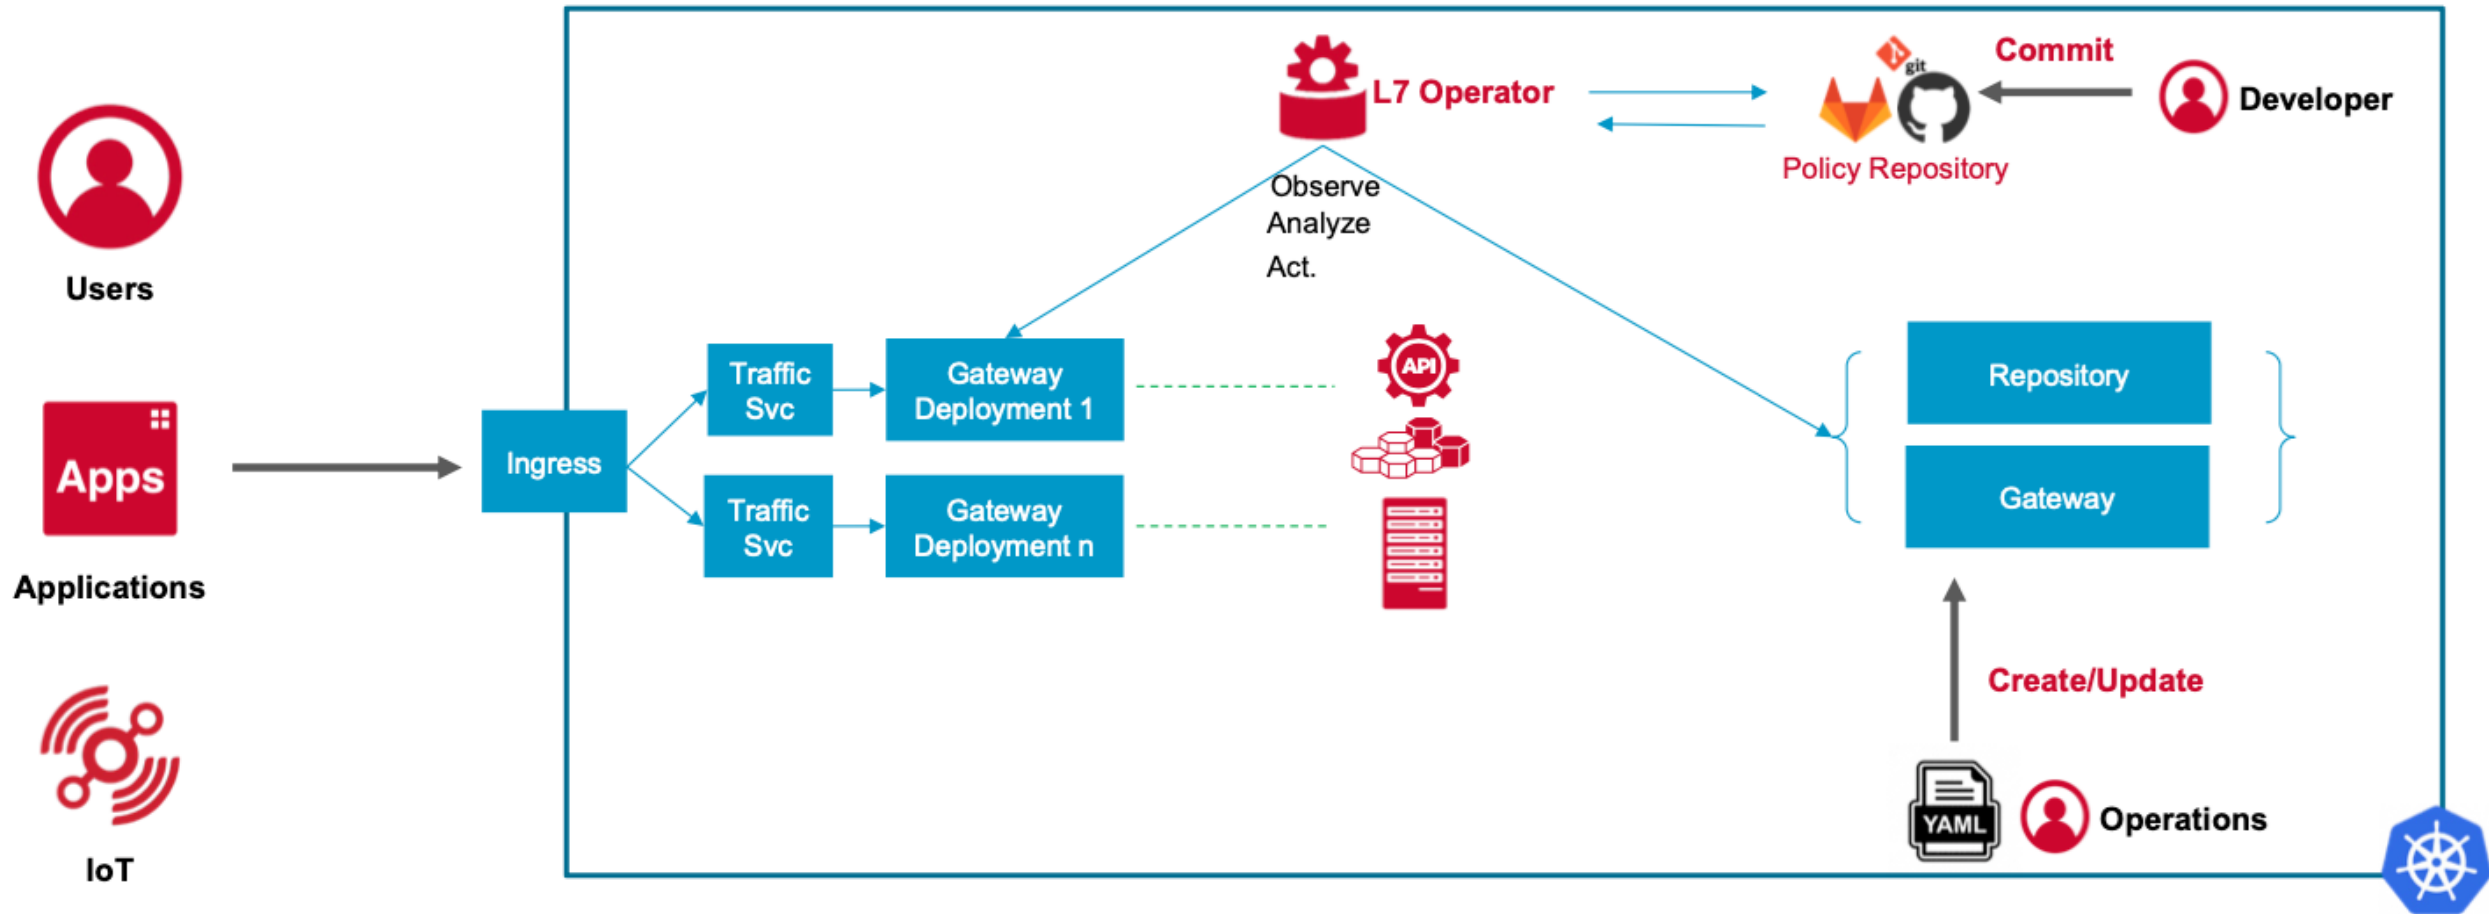 L7 Operator
git
Commit
Developer
Policy Repository
Observe
Analyze
Act.
Users
Apps
Applications
IoT
Ingress
Traffic
Svc
Gateway
Deployment 1
Traffic
Svc
Gateway
Deployment n
API
Repository
Gateway
Create/Update
YAML
Operations